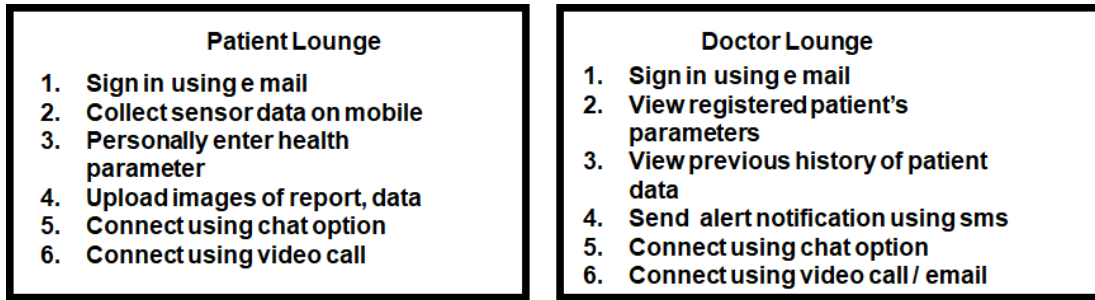 Patient Lounge
1. Sign in using e mail
2. Collect sensor data on mobile
3. Personally enter health
parameter
4. Upload images of report, data
5. Connect using chat option
6. Connect using video call
Doctor Lounge
1. Sign in using e mail
2. View registered patient’s
parameters
3. View previous history of patient
data
4. Send alert notification using sms
5. Connect using chat option
6. Connect using video call / email